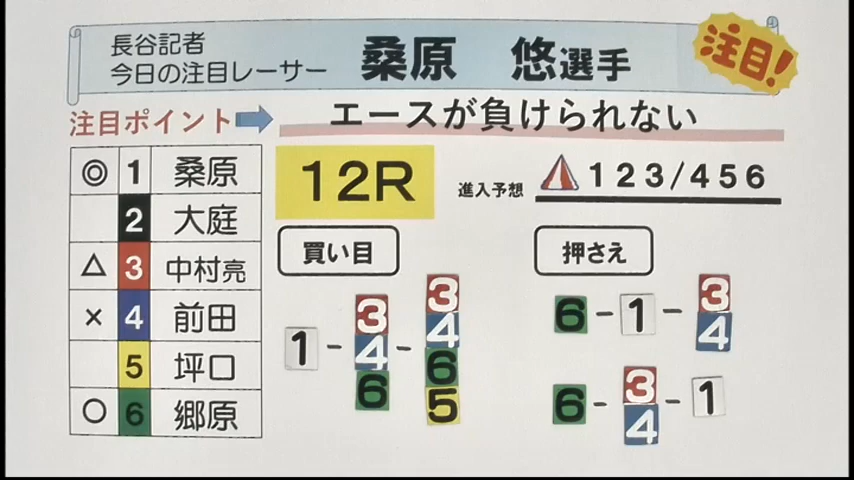 長谷記者
今日の注目レーサー
桑原 悠選手
注目!
注目ポイント
エースが負けられない
◎ 1 桑原
2 大庭
△ 3 中村亮
× 4 前田
5 坪口
○ 6 郷原
12R
進入予想
123/456
買い目
1-3 4 6-3 4 6 5
押さえ
6-1-3 4
6-3 4-1